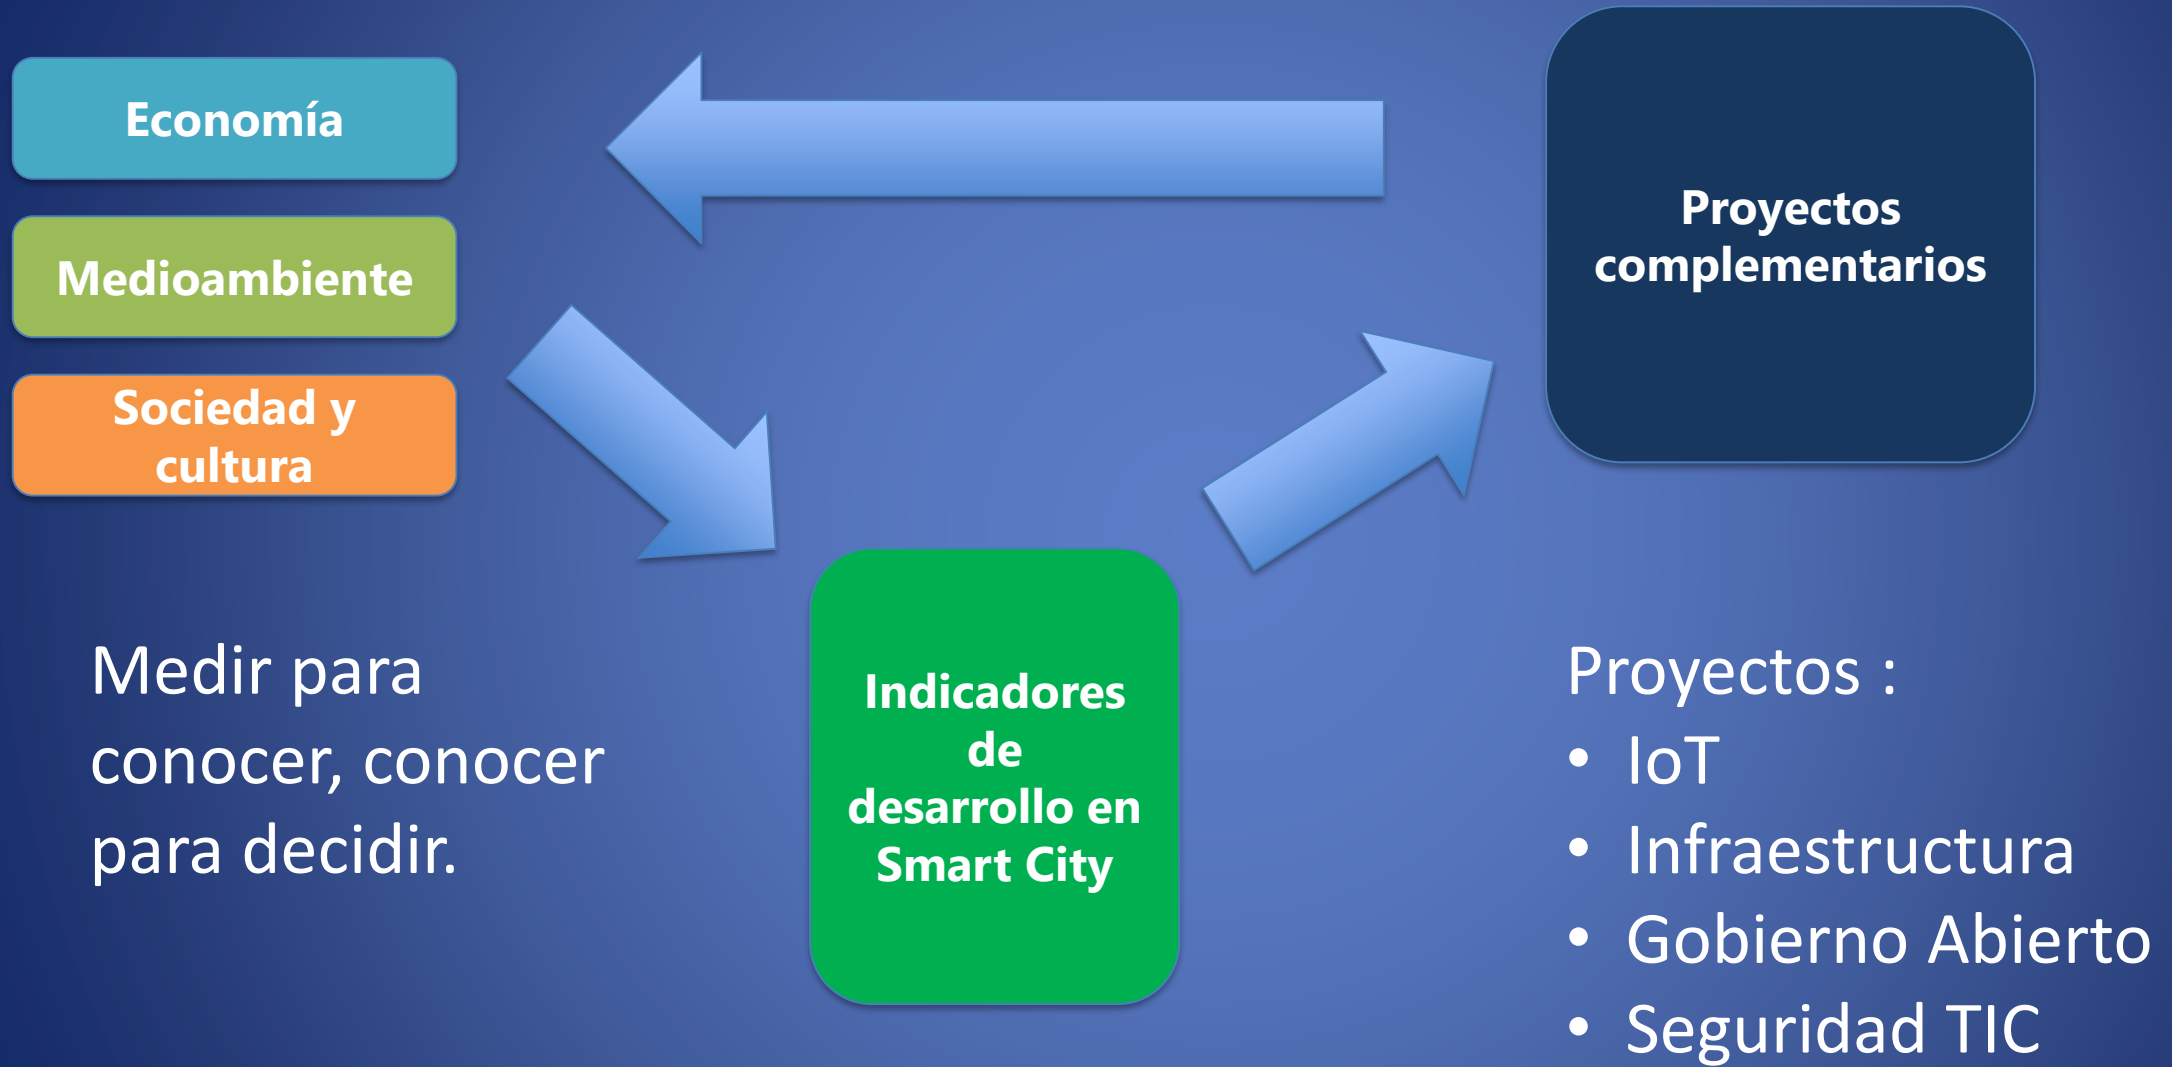 Economía
Medioambiente
Sociedad y
cultura
Proyectos
complementarios
Indicadores
de
desarrollo en
Smart City
Medir para
conocer, conocer
para decidir.
Proyectos :
• IoT
• Infraestructura
• Gobierno Abierto
• Seguridad TIC